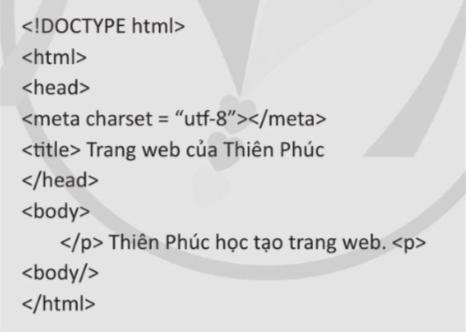 <!DOCTYPE html>
<html>
<head>
<meta charset = “utf-8”></meta>
<title> Trang web của Thiên Phúc
</head>
<body>
</p> Thiên Phúc học tạo trang web. <p>
<body/>
</html>